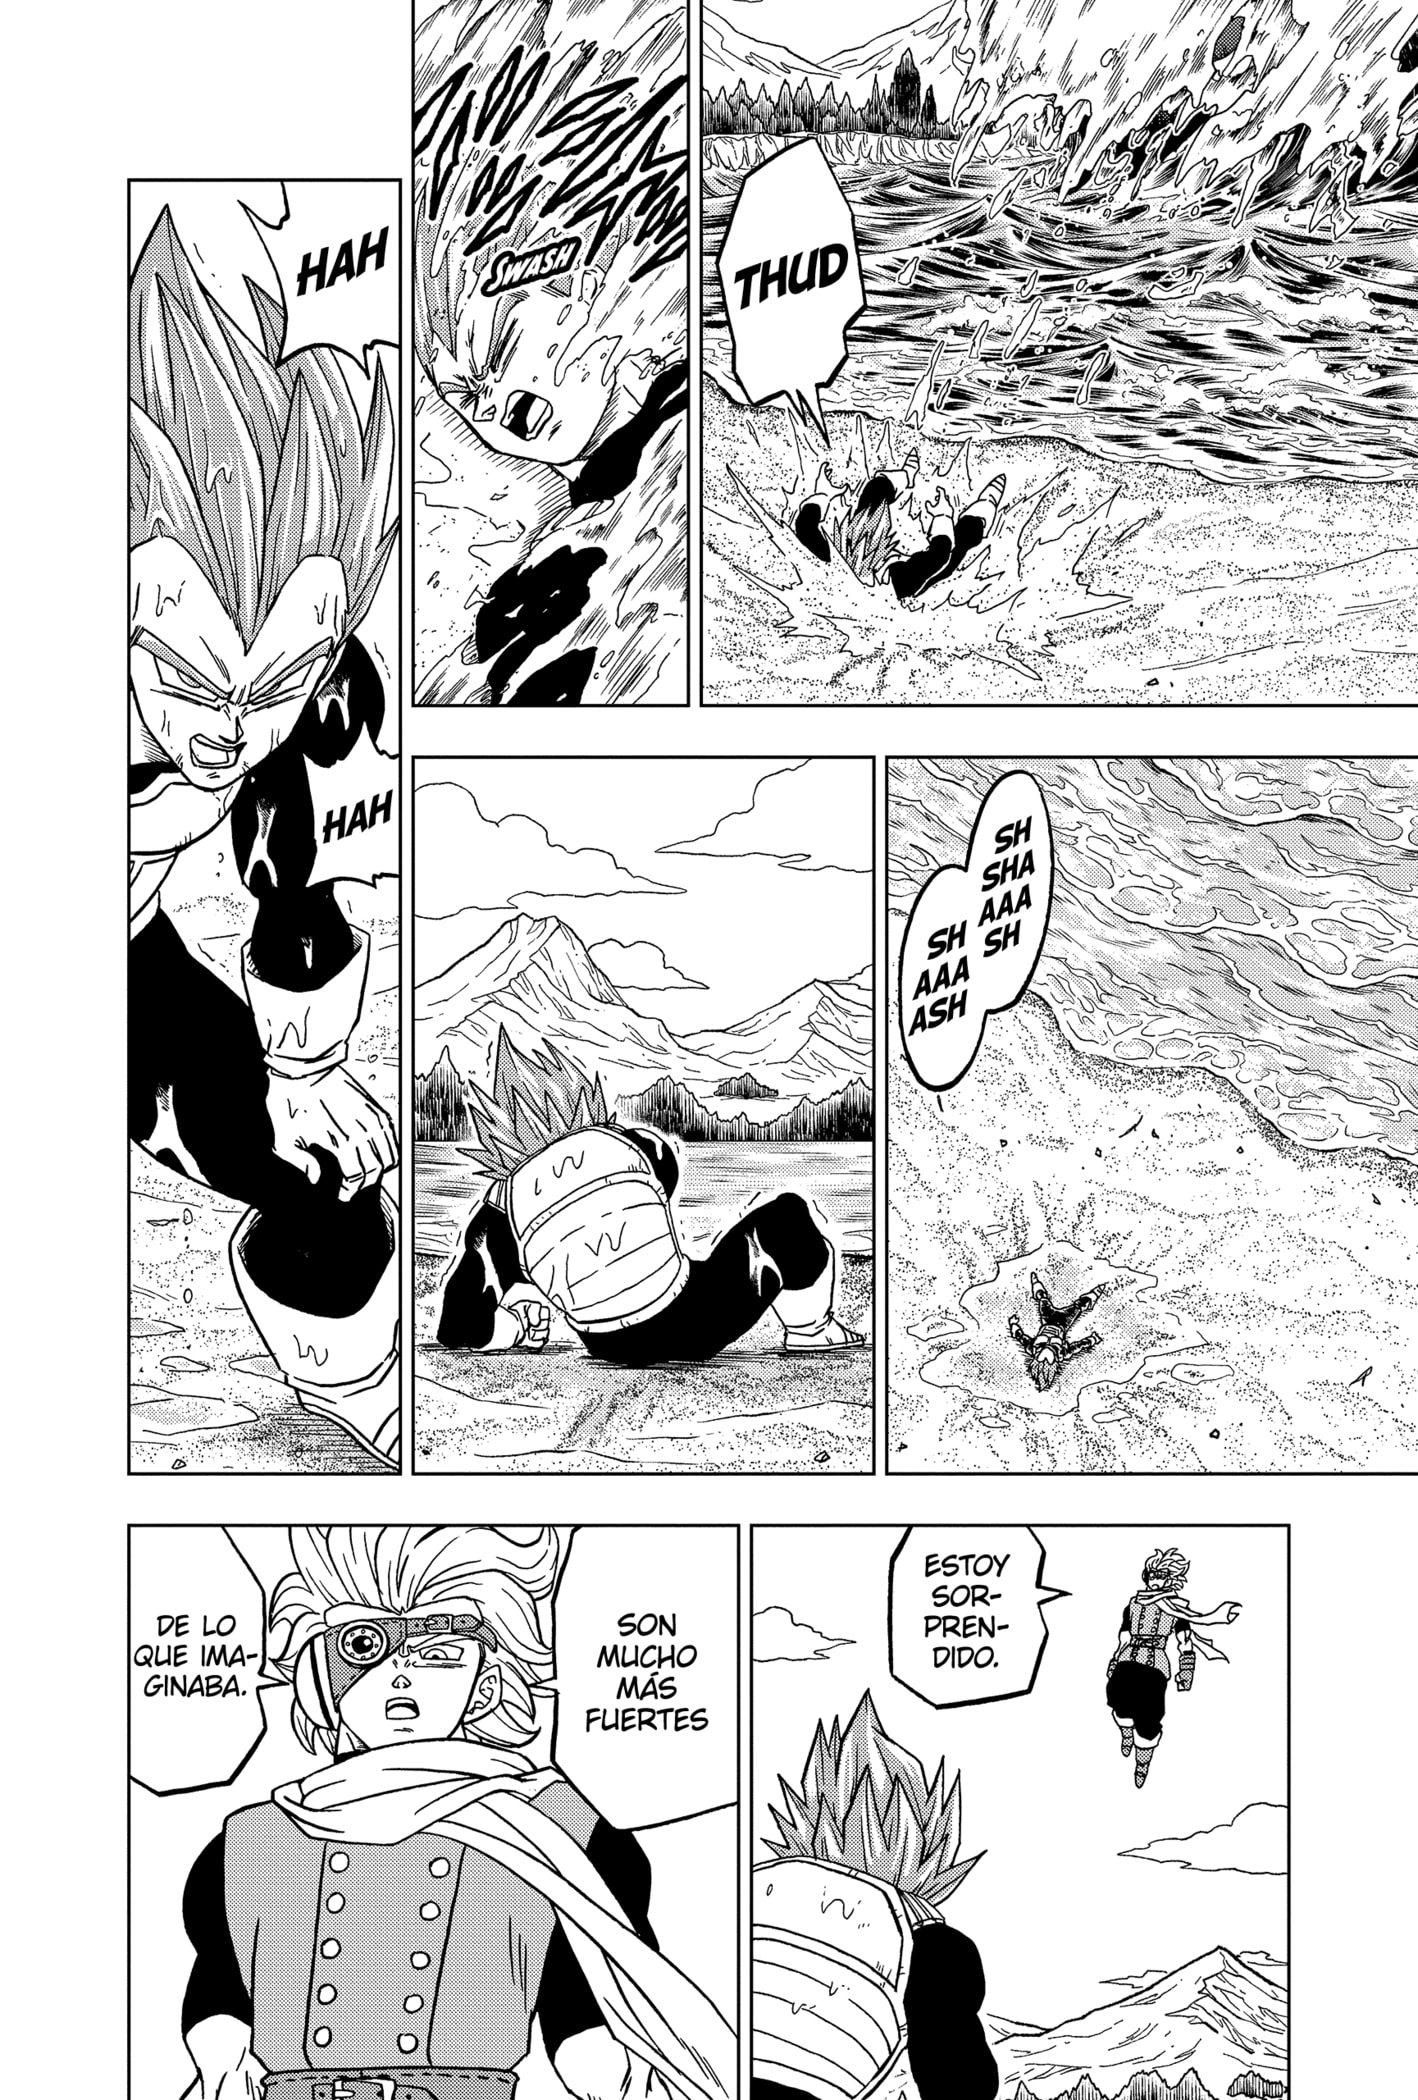 THUD
SWASH
HAH
HAH
SH
SHA
AAA
SH
SH
AAA
ASH
ESTOY
SOR-
PREN-
DIDO.
SON
MUCHO
MÁS
FUERTES
DE LO
QUE IMA-
GINABA.